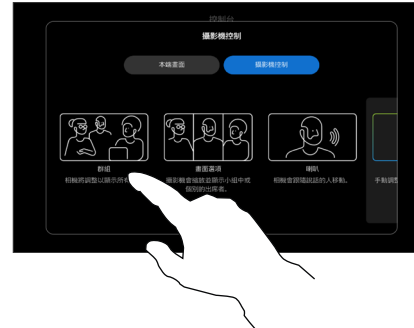 控制台
攝影機控制
本端畫面
攝影機控制
群組
相機將調整以顯示所有
畫面選項
攝影機會縮放並顯示小組中或
個別的出席者。
喇叭
相機會跟隨說話的人移動。
手動調整